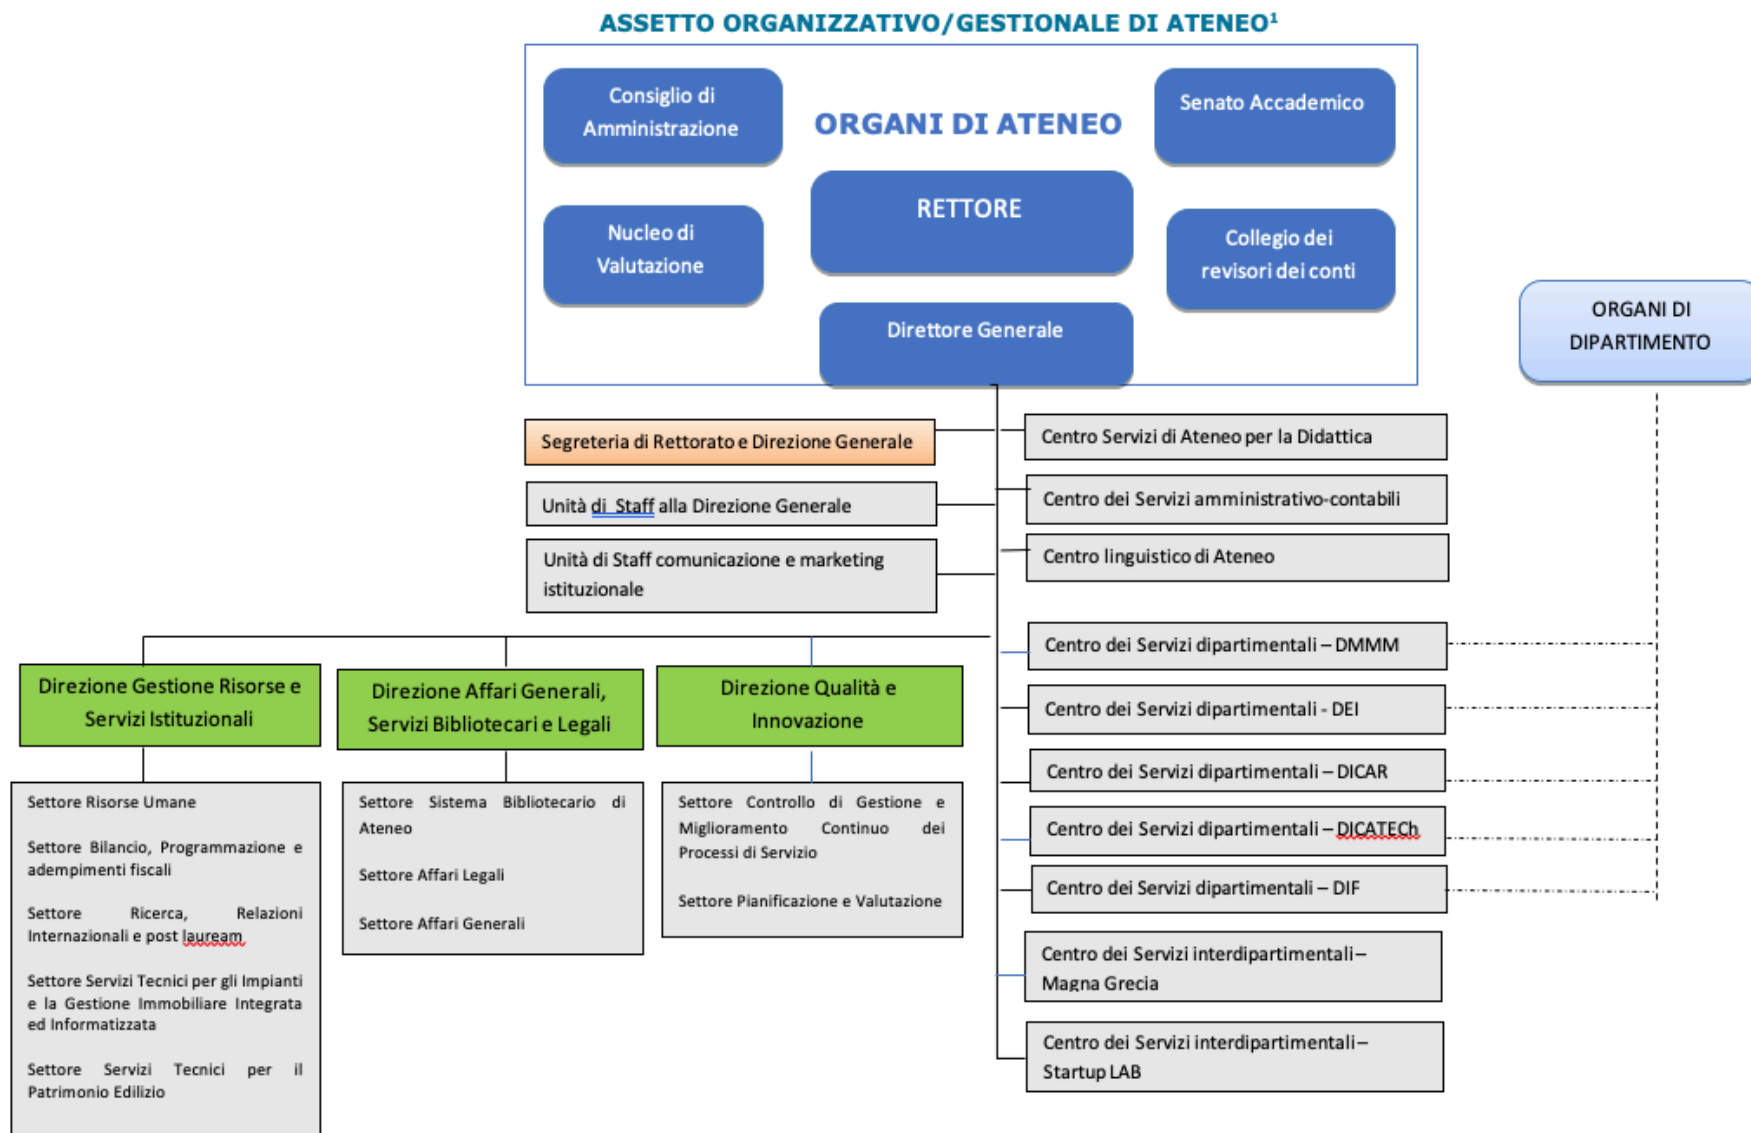 ASSETTO ORGANIZZATIVO/GESTIONALE DI ATENEO¹
Consiglio di
Amministrazione
ORGANI DI ATENEO
Senato Accademico
RETTORE
Nucleo di
Valutazione
Collegio dei
revisori dei conti
Direttore Generale
ORGANI DI
DIPARTIMENTO
Segreteria di Rettorato e Direzione Generale
Unità di Staff alla Direzione Generale
Unità di Staff comunicazione e marketing
istituzionale
Centro Servizi di Ateneo per la Didattica
Centro dei Servizi amministrativo-contabili
Centro linguistico di Ateneo
Centro dei Servizi dipartimentali – DMMM
Centro dei Servizi dipartimentali - DEI
Centro dei Servizi dipartimentali – DICAR
Centro dei Servizi dipartimentali – DICATECh
Centro dei Servizi dipartimentali – DIF
Centro dei Servizi interdipartimentali –
Magna Grecia
Centro dei Servizi interdipartimentali –
Startup LAB
Direzione Gestione Risorse e
Servizi Istituzionali
Settore Risorse Umane
Settore Bilancio, Programmazione e
adempimenti fiscali
Settore Ricerca, Relazioni
Internazionali e post lauream
Settore Servizi Tecnici per gli Impianti
e la Gestione Immobiliare Integrata
ed Informatizzata
Settore Servizi Tecnici per il
Patrimonio Edilizio
Direzione Affari Generali,
Servizi Bibliotecari e Legali
Settore Sistema Bibliotecario di
Ateneo
Settore Affari Legali
Settore Affari Generali
Direzione Qualità e
Innovazione
Settore Controllo di Gestione e
Miglioramento Continuo dei
Processi di Servizio
Settore Pianificazione e Valutazione